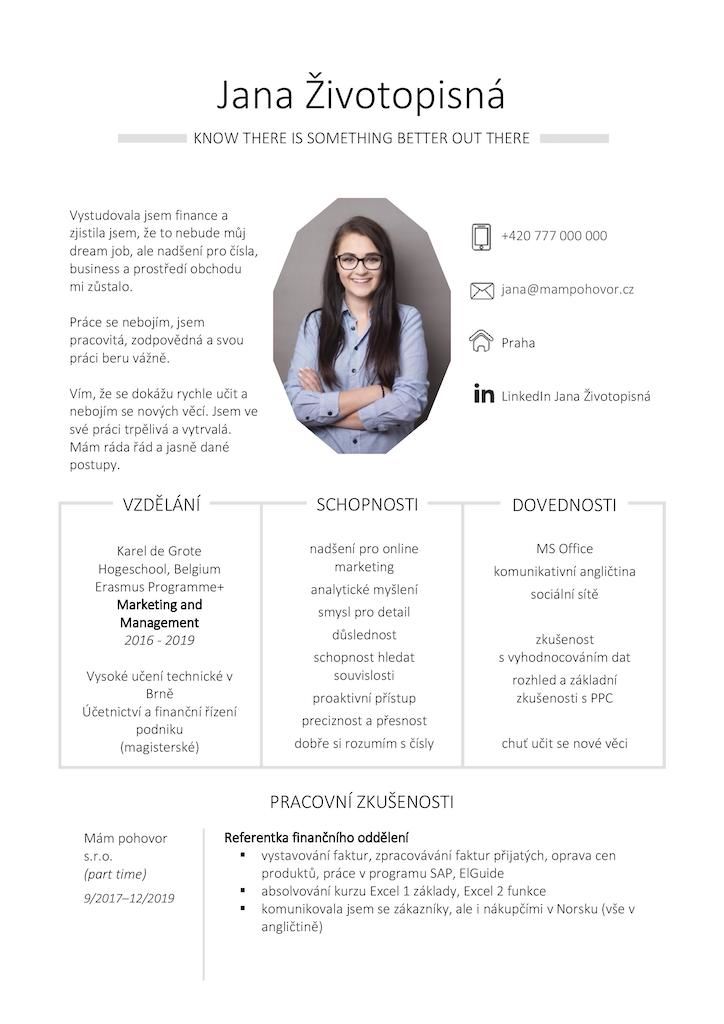 Jana Životopisná
KNOW THERE IS SOMETHING BETTER OUT THERE
Vystudovala jsem finance a
zjistila jsem, že to nebude můj
dream job, ale nadšení pro čísla,
business a prostředí obchodu
mi zůstalo.
Práce se nebojím, jsem
pracovitá, zodpovědná a svou
práci beru vážně.
Vím, že se dokážu rychle učit a
nebojím se nových věcí. Jsem ve
své práci trpělivá a vytrvalá.
Mám ráda řád a jasně dané
postupy.
+420 777 000 000
jana@mampohovor.cz
Praha
in LinkedIn Jana Životopisná
VZDĚLÁNÍ
Karel de Grote
Hogeschool, Belgium
Erasmus Programme+
Marketing and
Management
2016 - 2019
Vysoké učení technické v
Brně
Účetnictví a finanční řízení
podniku
(magisterské)
SCHOPNOSTI
nadšení pro online
marketing
analytické myšlení
smysl pro detail
důslednost
schopnost hledat
souvislosti
proaktivní přístup
preciznost a přesnost
dobře si rozumím s čísly
DOVEDNOSTI
MS Office
komunikativní angličtina
sociální sítě
zkušenost
s vyhodnocováním dat
rozhled a základní
zkušenosti s PPC
chuť učit se nové věci
PRACOVNÍ ZKUŠENOSTI
Mám pohovor
s.r.o.
(part time)
9/2017–12/2019
Referentka finančního oddělení
▪ vystavování faktur, zpracovávání faktur přijatých, oprava cen
produktů, práce v programu SAP, ElGuide
▪ absolvování kurzu Excel 1 základy, Excel 2 funkce
▪ komunikovala jsem se zákazníky, ale i nákupčími v Norsku (vše v
angličtině)